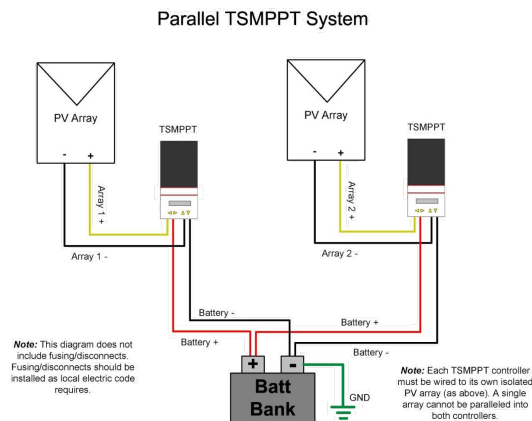 Parallel TSMPPT System
PV Array
- +
TSMPPT
Array 1 +
Array 1 -
PV Array
- +
TSMPPT
Array 2 +
Array 2 -
Battery -
Battery +
Battery +
Battery -
+ -
Batt
Bank
GND
Note: This diagram does not
include fusing/disconnects.
Fusing/disconnects should be
installed as local electric code
requires.
Note: Each TSMPPT controller
must be wired to its own isolated
PV array (as above). A single
array cannot be paralleled into
both controllers.